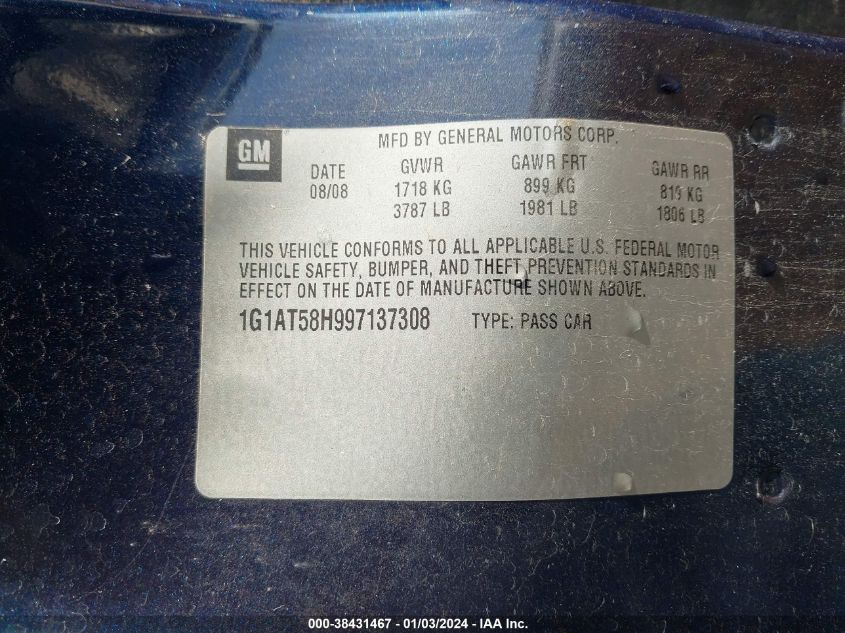 MFD BY GENERAL MOTORS CORP.
GM
DATE GVWR GAWR FRT GAWR RR
08/08 1718 KG 899 KG 819 KG
3787 LB 1981 LB 1806 LB
THIS VEHICLE CONFORMS TO ALL APPLICABLE U.S. FEDERAL MOTOR
VEHICLE SAFETY, BUMPER, AND THEFT PREVENTION STANDARDS IN
EFFECT ON THE DATE OF MANUFACTURE SHOWN ABOVE.
1G1AT58H997137308 TYPE: PASS CAR
000-38431467 - 01/03/2024 - IAA Inc.